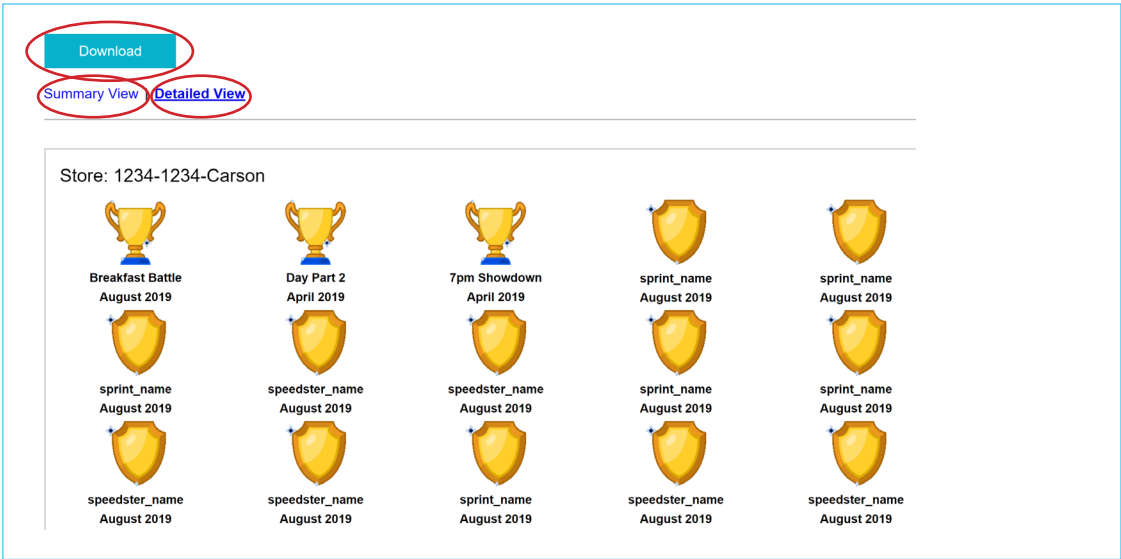 Download
Summary View | Detailed View
Store: 1234-1234-Carson
Breakfast Battle Day Part 2 7pm Showdown sprint_name sprint_name
August 2019 April 2019 April 2019 August 2019 August 2019
sprint_name speedster_name speedster_name sprint_name sprint_name
August 2019 August 2019 August 2019 August 2019 August 2019
speedster_name speedster_name sprint_name speedster_name speedster_name
August 2019 August 2019 August 2019 August 2019 August 2019